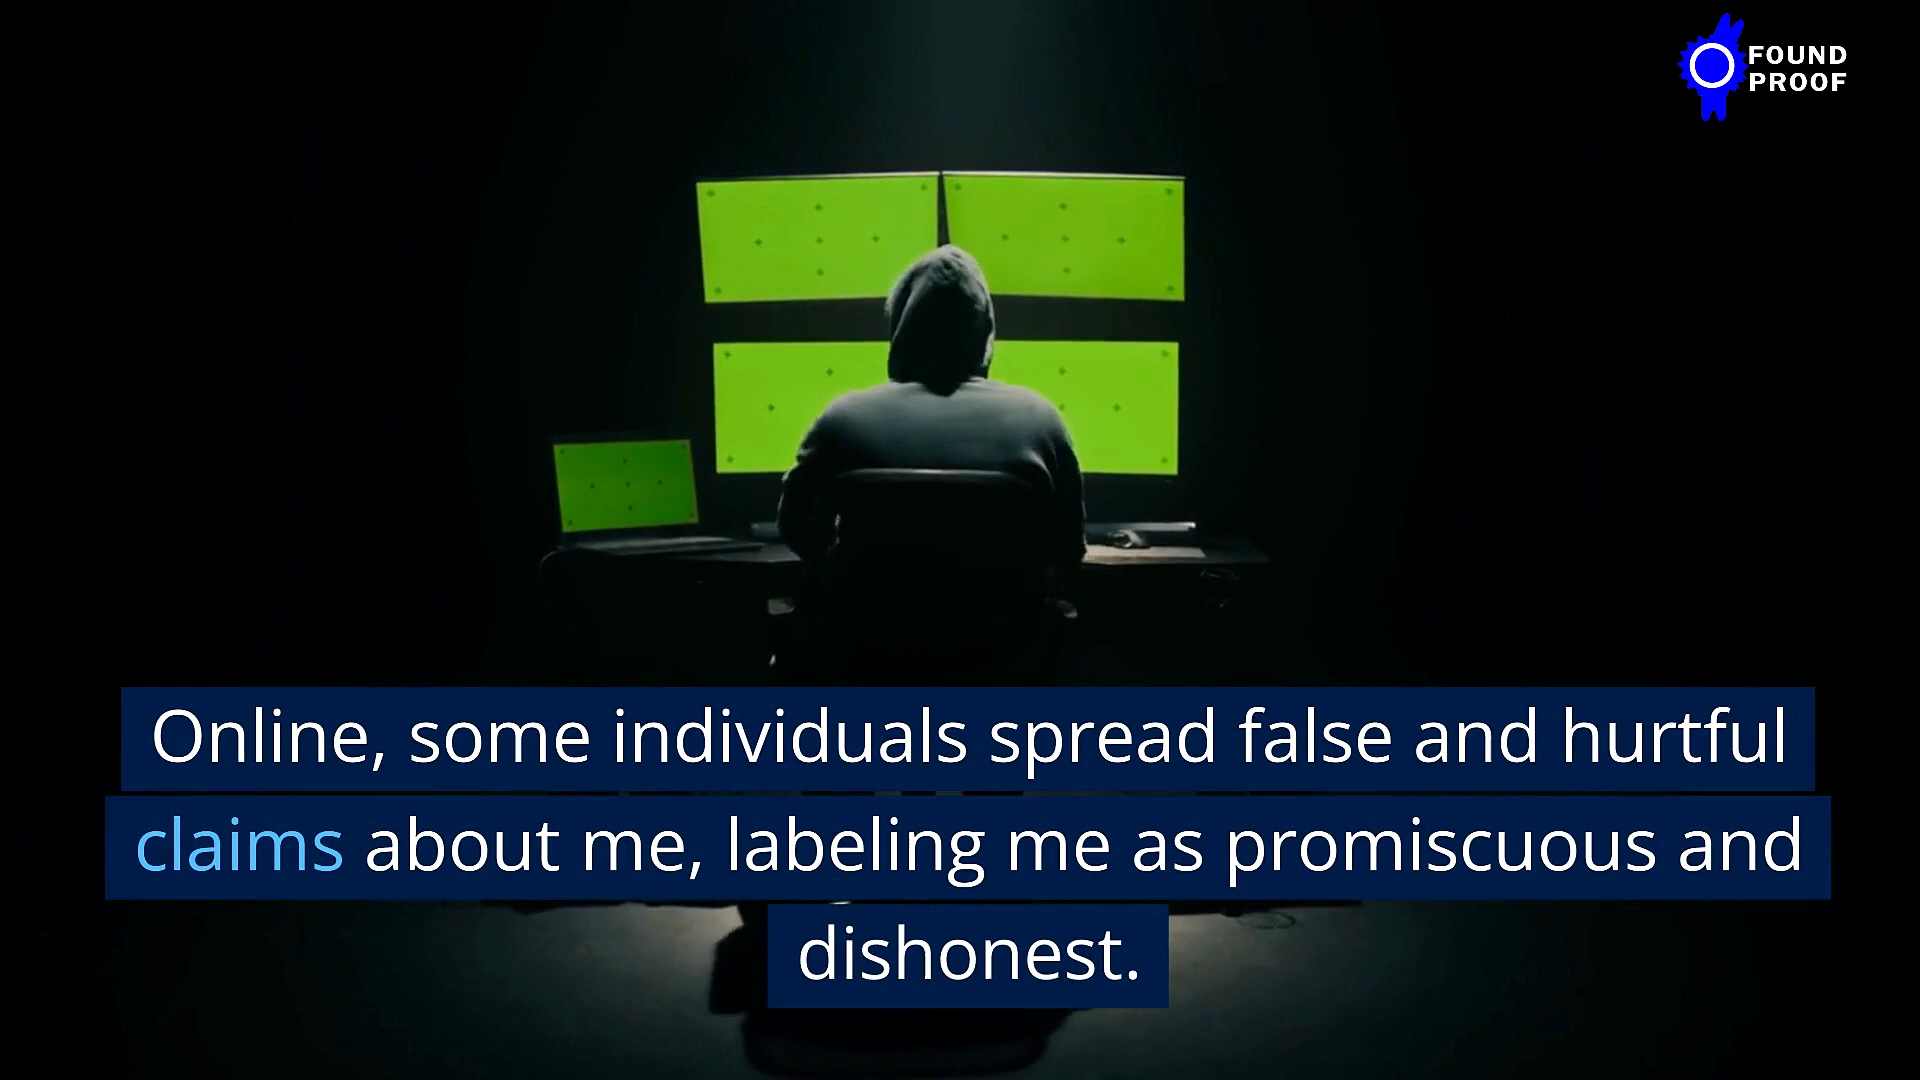 FOUND
PROOF
Online, some individuals spread false and hurtful
claims about me, labeling me as promiscuous and
dishonest.